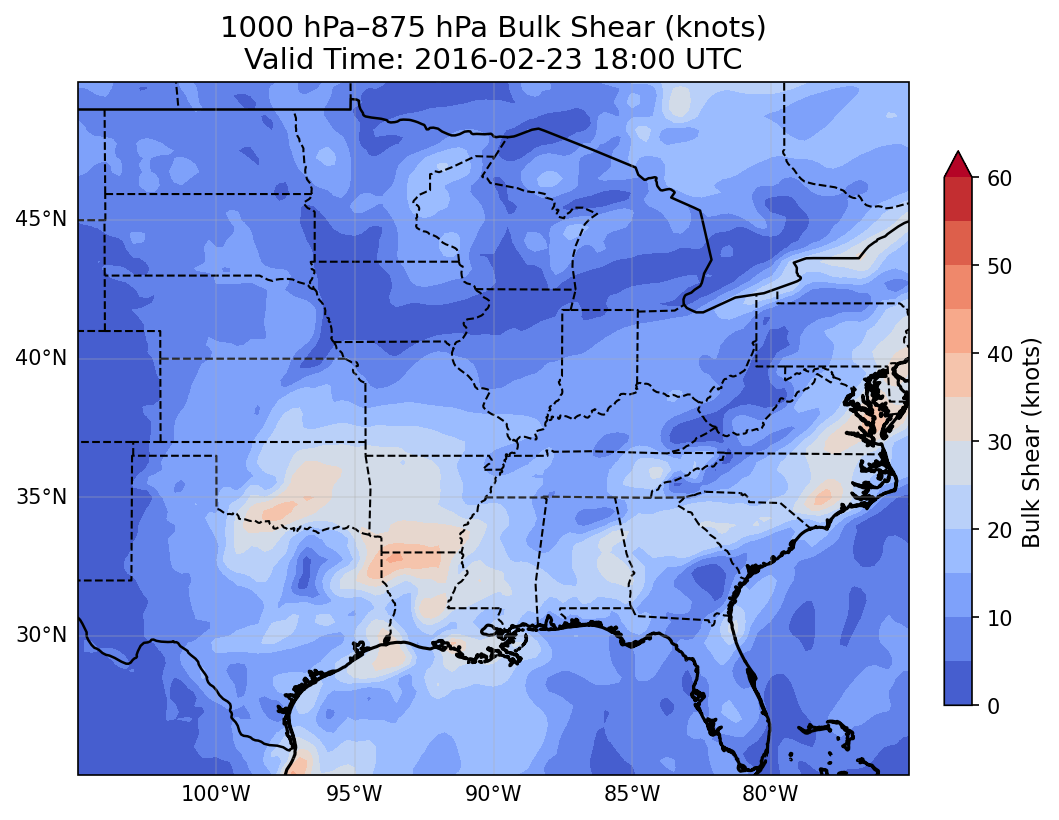 1000 hPa–875 hPa Bulk Shear (knots)
Valid Time: 2016-02-23 18:00 UTC
45°N
40°N
35°N
30°N
100°W
95°W
90°W
85°W
80°W
60
50
40
30
20
10
0
Bulk Shear (knots)